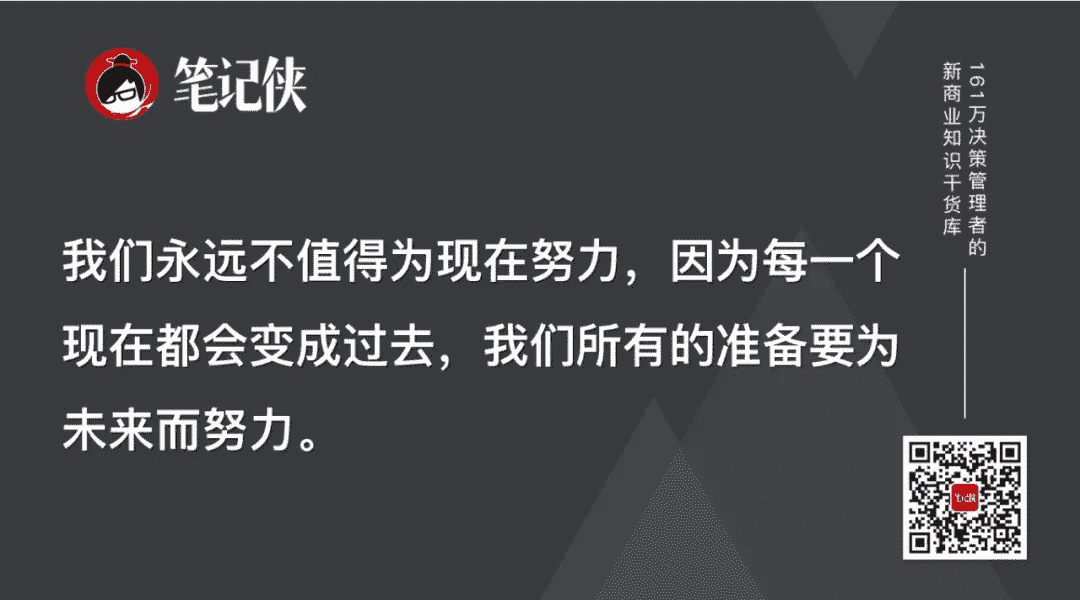 笔记侠
161万决策管理者的
新商业知识干货库
我们永远不值得为现在努力，因为每一个
现在都会变成过去，我们所有的准备要为
未来而努力。
笔记侠